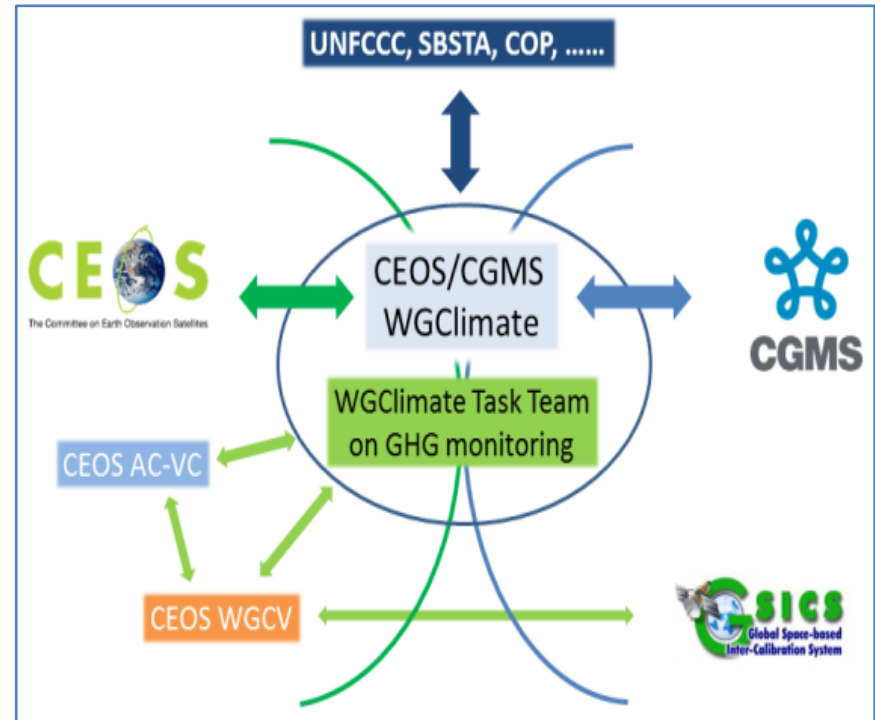 UNFCCC, SBSTA, COP, ......
CEOS
The Committee on Earth Observation Satellites
CEOS/CGMS
WGClimate
CGMS
WGClimate Task Team
on GHG monitoring
CEOS AC-VC
CEOS WGCV
GSICS
Global Space-based
Inter-Calibration System